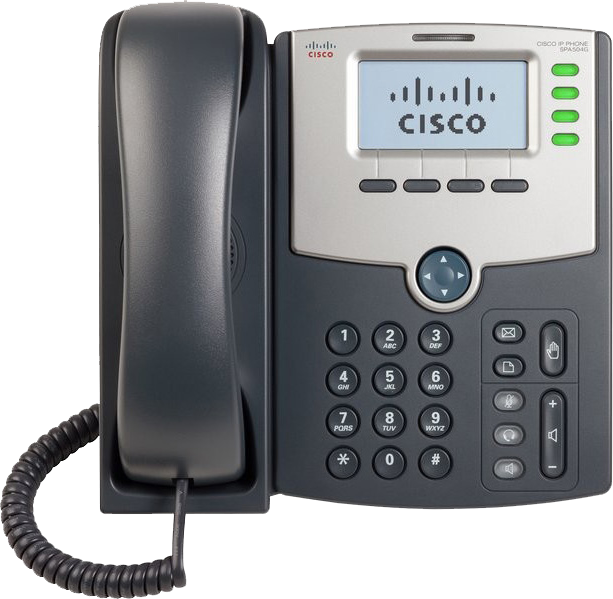 CISCO
CISCO IP PHONE
SPA504G
CISCO
1
2
3
ABC
DEF
4
5
6
GHI
JKL
MNO
7
8
9
PQRS
TUV
WXYZ
*
0
#
+
-